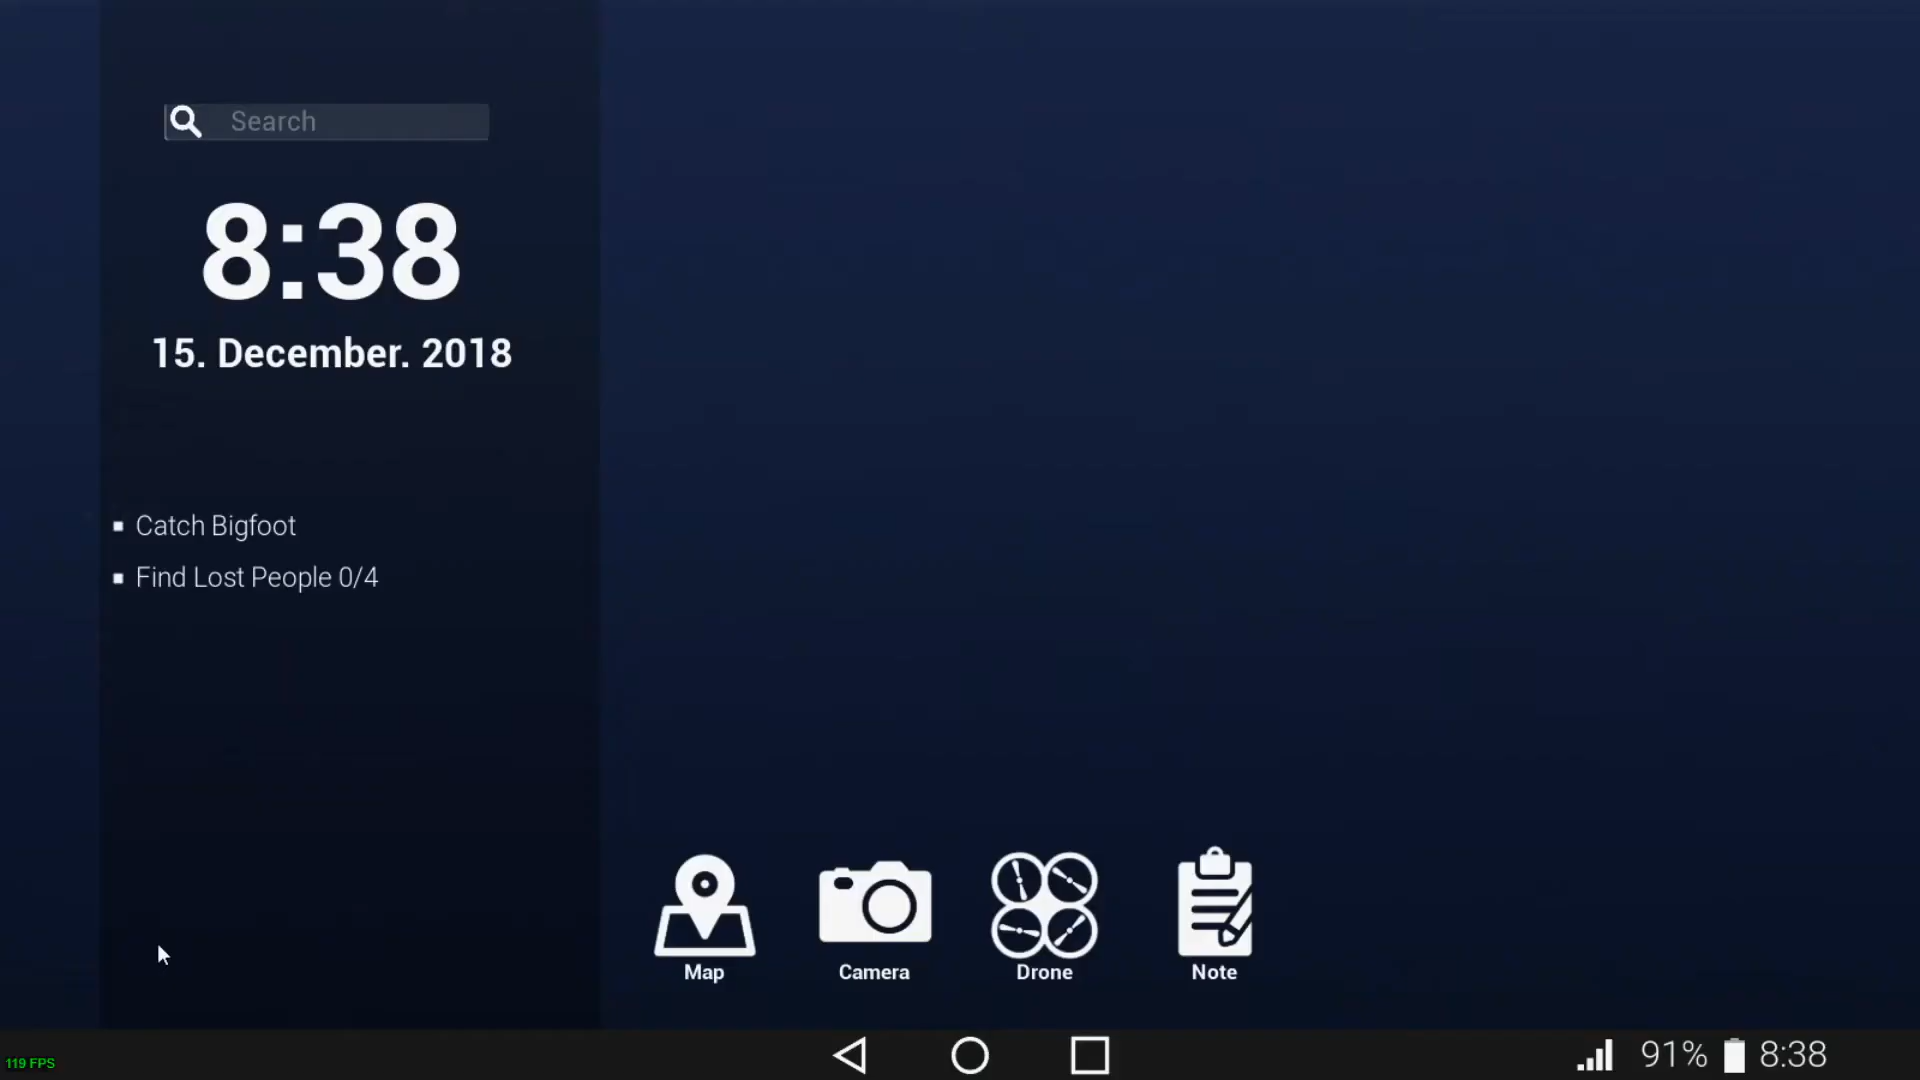 Search
8:38
15. December. 2018
Catch Bigfoot
Find Lost People 0/4
Map
Camera
Drone
Note
119 FPS
91%
8:38